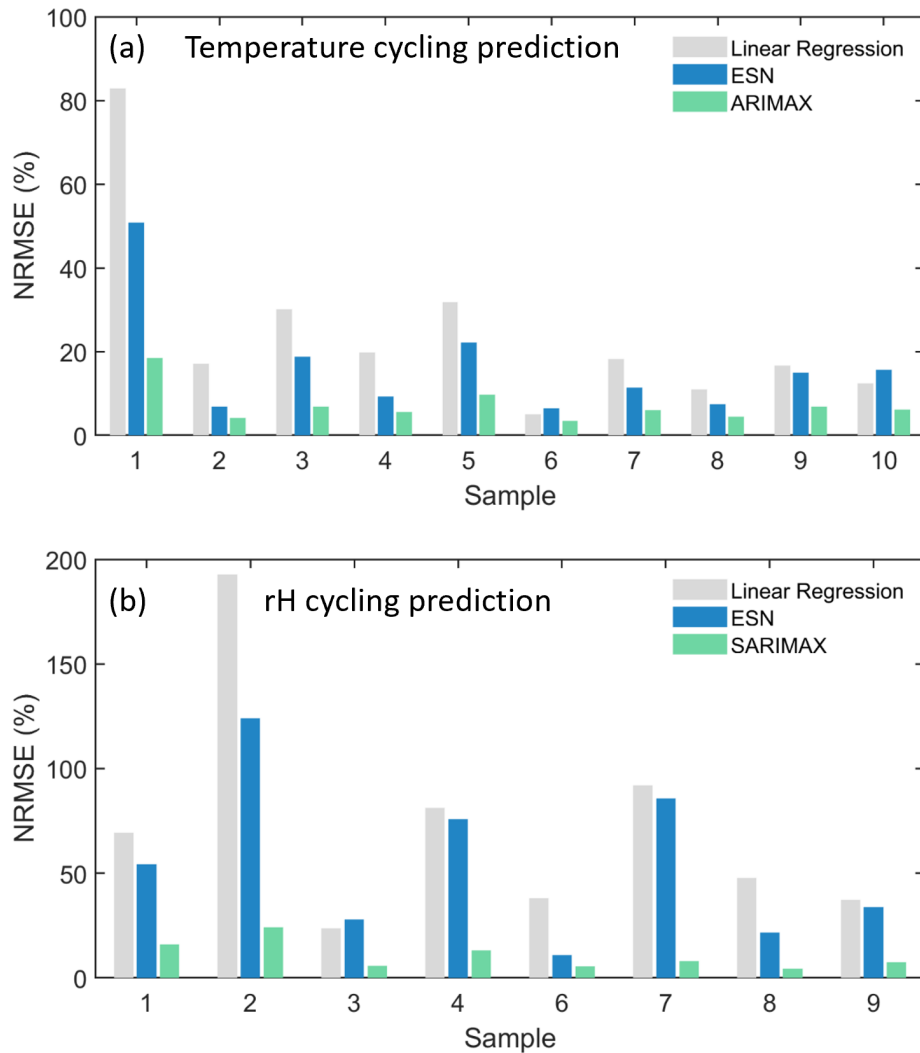 (a) Temperature cycling prediction
Linear Regression
ESN
ARIMAX
NRMSE (%)
100
80
60
40
20
0
1 2 3 4 5 6 7 8 9 10
Sample
(b) rH cycling prediction
Linear Regression
ESN
SARIMAX
NRMSE (%)
200
150
100
50
0
1 2 3 4 6 7 8 9
Sample